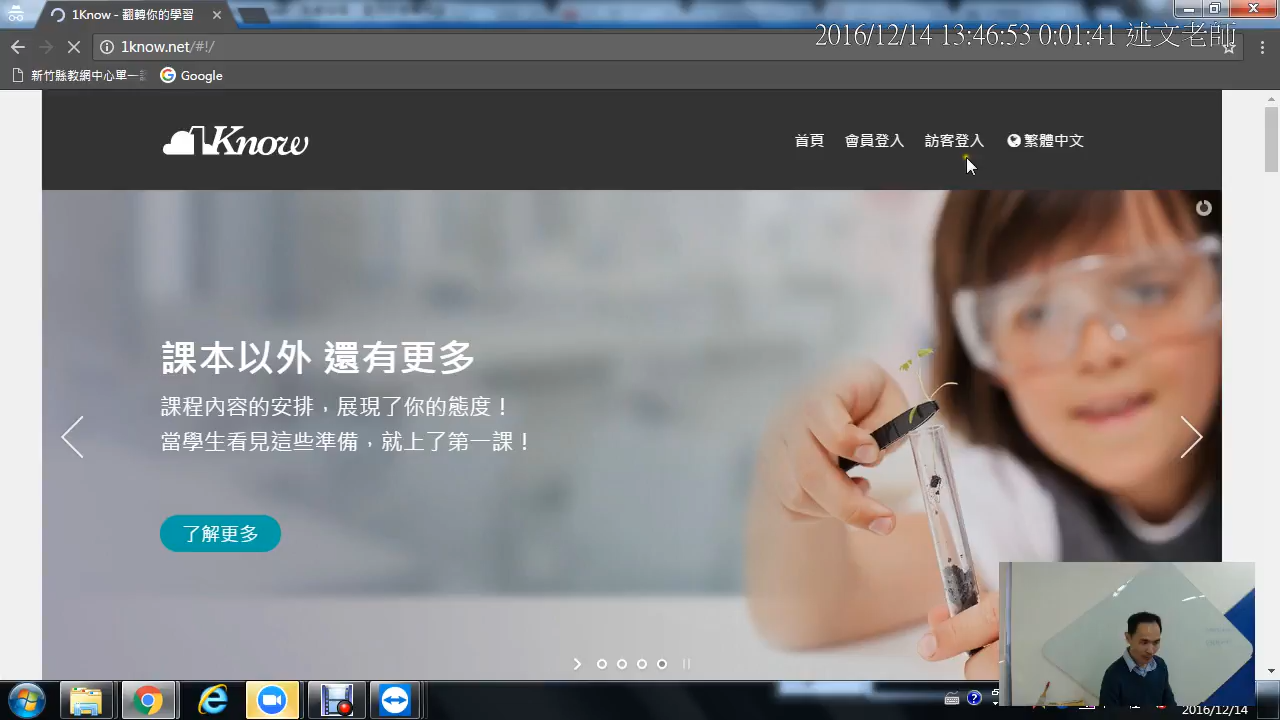 1Know - 翻轉你的學習
1know.net/#!/
2016/12/14 13:46:53 0:01:41 述文老師
新竹縣教網中心單一
Google
1Know
首頁
會員登入
訪客登入
繁體中文
課本以外 還有更多
課程內容的安排，展現了你的態度！
當學生看見這些準備，就上了第一課！
了解更多
2016/12/14